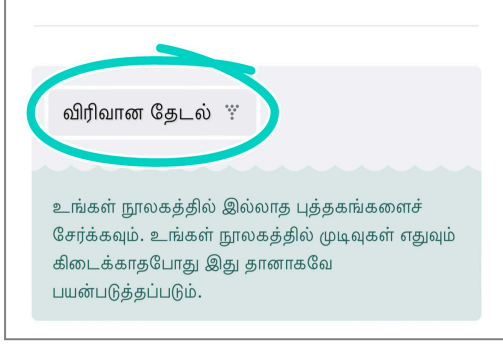 விரிவான தேடல்
உங்கள் நூலகத்தில் இல்லாத புத்தகங்களைச்
சேர்க்கவும். உங்கள் நூலகத்தில் முடிவுகள் எதுவும்
கிடைக்காதபோது இது தானாகவே
பயன்படுத்தப்படும்.